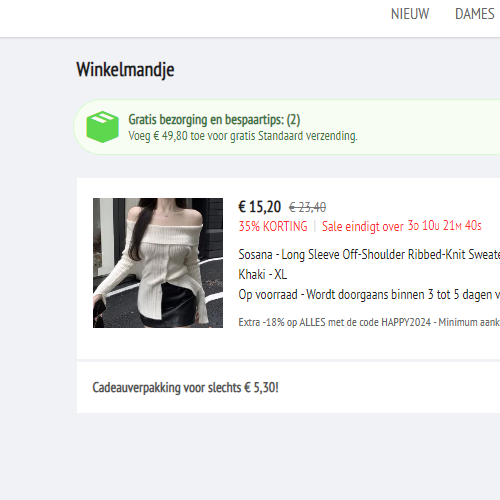 NIEUW DAMES
Winkelmandje
Gratis bezorging en bespaartips: (2)
Voeg € 49,80 toe voor gratis Standaard verzending.
€ 15,20 € 23,40
35% KORTING | Sale eindigt over 3D 10U 21M 40S
Sosana - Long Sleeve Off-Shoulder Ribbed-Knit
Khaki - XL
Op voorraad - Wordt doorgaans binnen 3 tot 5 dagen
Extra -18% op ALLES met de code HAPPY2024 - Minimum
Cadeauverpakking voor slechts € 5,30!